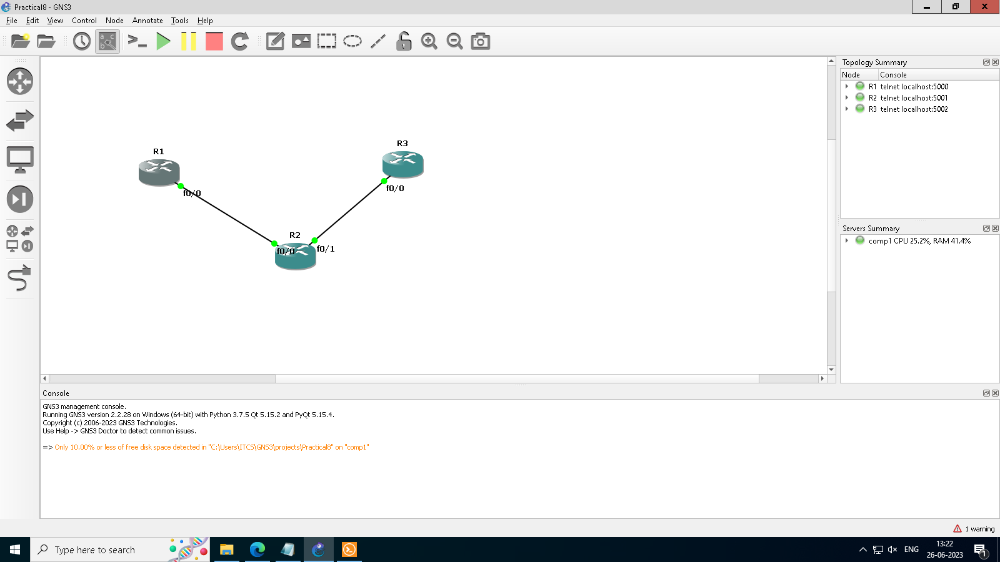 Practical8 - GNS3
File Edit View Control Node Annotate Tools Help
a c
b
Topology Summary
Node Console
R1 telnet localhost:5000
R2 telnet localhost:5001
R3 telnet localhost:5002
R3
R1
f0/0
f0/0
R2
f0/0
f0/1
Servers Summary
comp1 CPU 25.2%, RAM 41.4%
Console
GNS3 management console.
Running GNS3 version 2.2.28 on Windows (64-bit) with Python 3.7.5 Qt 5.15.2 and PyQt 5.15.4.
Copyright (c) 2006-2023 GNS3 Technologies.
Use Help -> GNS3 Doctor to detect common issues.
=> Only 10.00% or less of free disk space detected in "C:\Users\ITCS\GNS3\projects\Practical8" on "comp1"
1 warning
Type here to search
ENG
13:22
26-06-2023
1